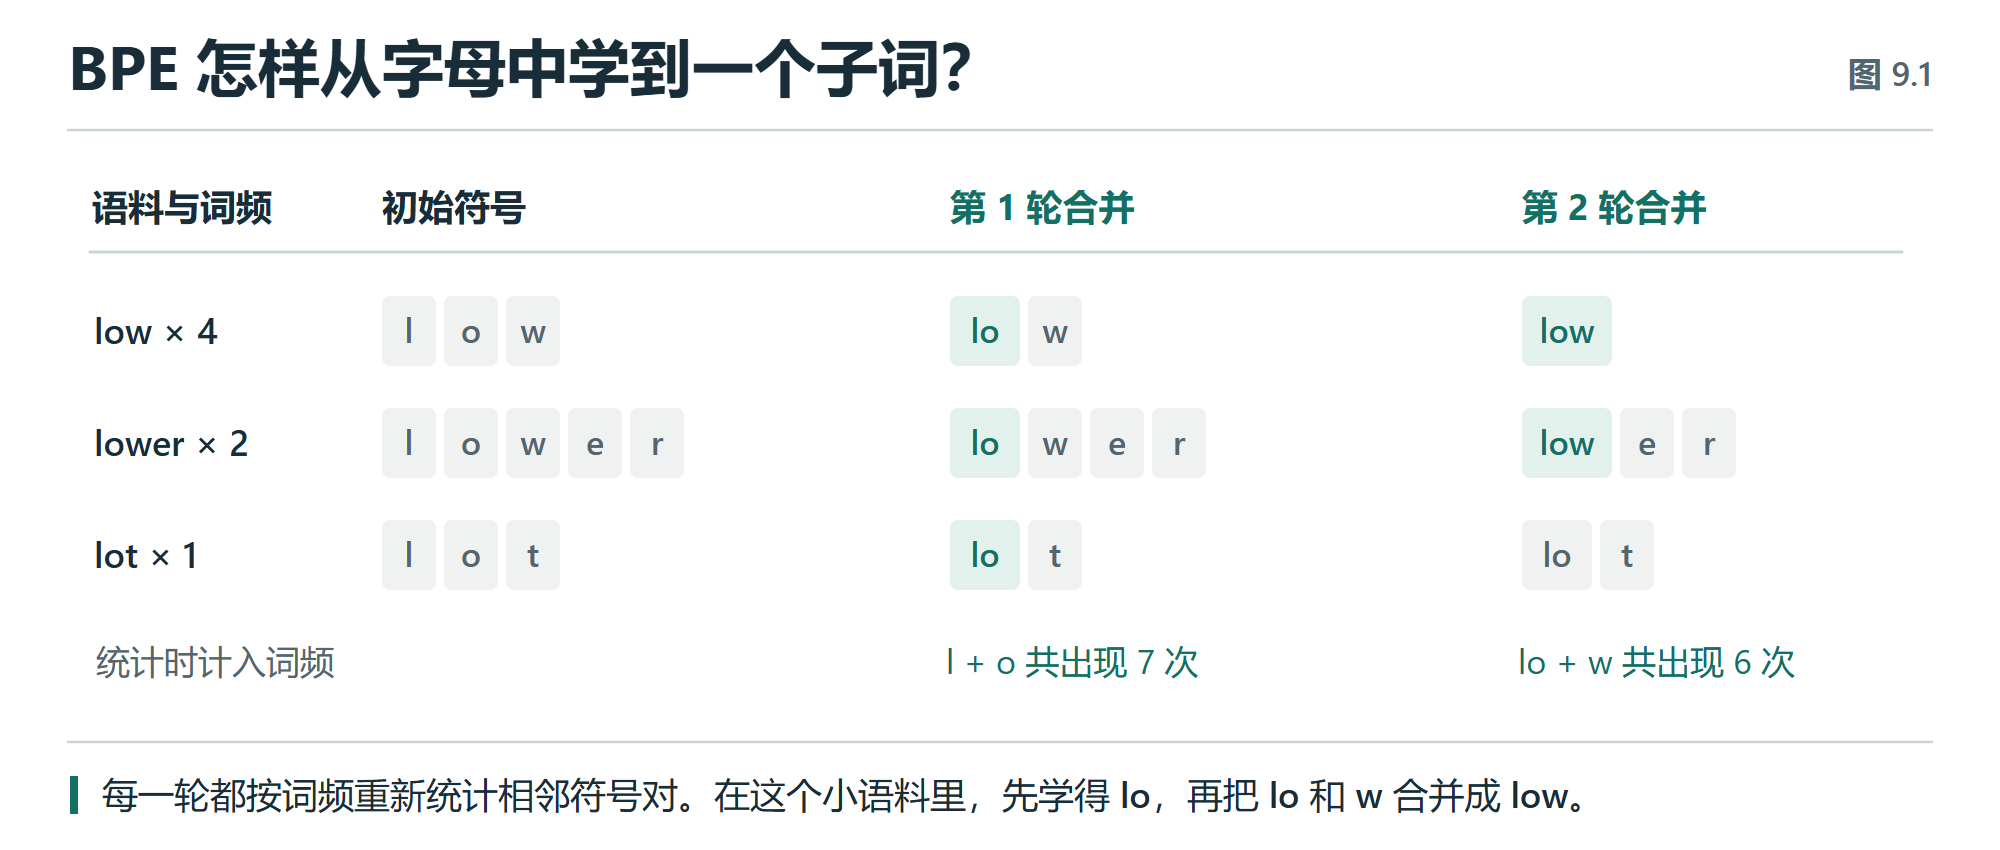 BPE 怎样从字母中学到一个子词？
图 9.1
语料与词频 初始符号 第 1 轮合并 第 2 轮合并
low × 4 l o w lo w low
lower × 2 l o w e r lo w e r low e r
lot × 1 l o t lo t lo t
统计时计入词频 l + o 共出现 7 次 lo + w 共出现 6 次
每一轮都按词频重新统计相邻符号对。在这个小语料里，先学得 lo，再把 lo 和 w 合并成 low。